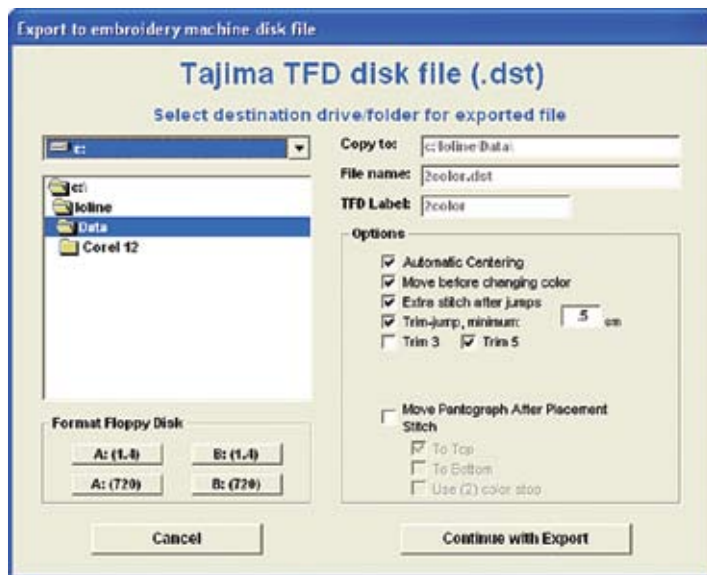 Export to embroidery machine disk file
Tajima TFD disk file (.dst)
Select destination drive/folder for exported file
c:
Copy to: c:\Ioline\Data\
File name: 2color.dst
TFD Label: 2color
c:\
Ioline
Data
Corel 12
Options
Automatic Centering
Move before changing color
Extra stitch after jumps
Trim-jump, minimum: .5 cm
Trim 3 Trim 5
Move Pantograph After Placement
Stitch
To Top
To Bottom
Use (2) color stop
Format Floppy Disk
A: (1.4) B: (1.4)
A: (720) B: (720)
Cancel Continue with Export